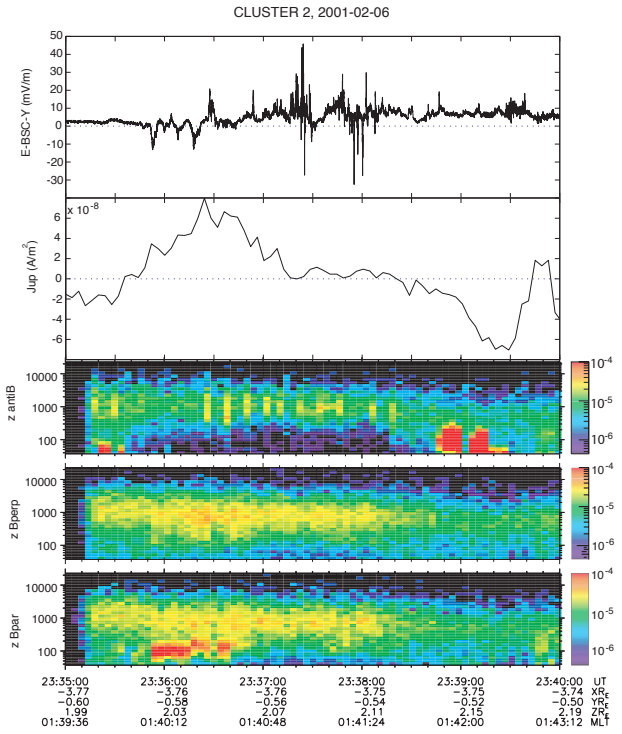 CLUSTER 2, 2001-02-06
E-BSC-Y (mV/m)
50
40
30
20
10
0
-10
-20
-30
Jup (A/m²)
x 10⁻⁸
6
4
2
0
-2
-4
-6
z antiB
10000
1000
100
10⁻⁴
10⁻⁵
10⁻⁶
z Bperp
10000
1000
100
10⁻⁴
10⁻⁵
10⁻⁶
z Bpar
10000
1000
100
10⁻⁴
10⁻⁵
10⁻⁶
23:35:00 23:36:00 23:37:00 23:38:00 23:39:00 23:40:00 UT
-3.77 -3.76 -3.76 -3.75 -3.75 -3.74 XR_E
-0.60 -0.58 -0.56 -0.54 -0.52 -0.50 YR_E
1.99 2.03 2.07 2.11 2.15 2.19 ZR_E
01:39:36 01:40:12 01:40:48 01:41:24 01:42:00 01:43:12 MLT